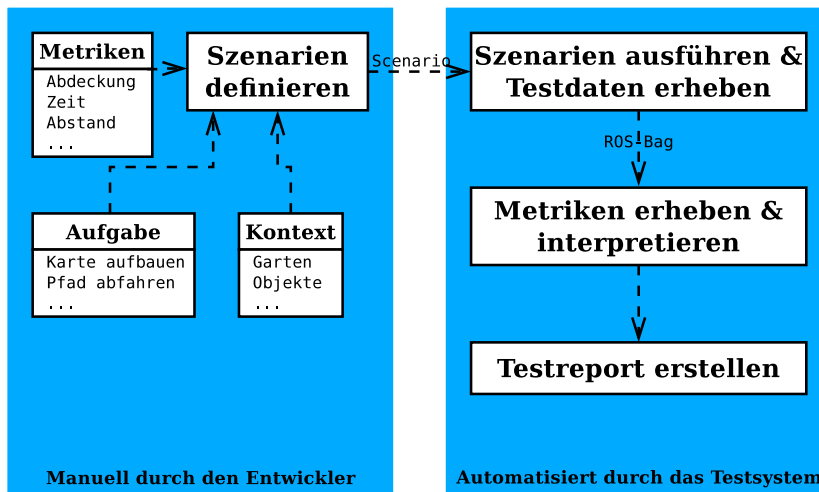 Metriken
Abdeckung
Zeit
Abstand
...
Szenarien
definieren
Scenario
Szenarien ausführen &
Testdaten erheben
ROS-Bag
Metriken erheben &
interpretieren
Aufgabe
Karte aufbauen
Pfad abfahren
...
Kontext
Garten
Objekte
...
Testreport erstellen
Manuell durch den Entwickler
Automatisiert durch das Testsystem